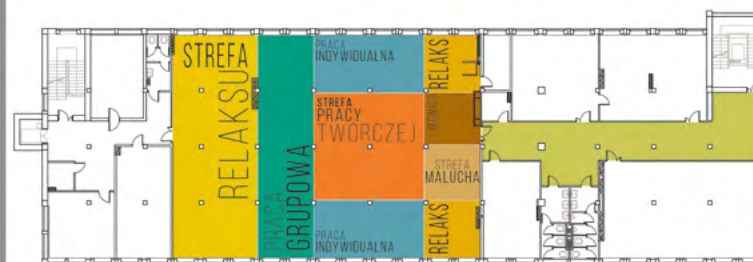 STREFA
RELAKSU
PRACA
GRUPOWA
PRACA
INDYWIDUALNA
STREFA
PRACY
TWÓRCZEJ
PRACA
INDYWIDUALNA
RELAKS
STREFA
MALUCHA
RELAKS